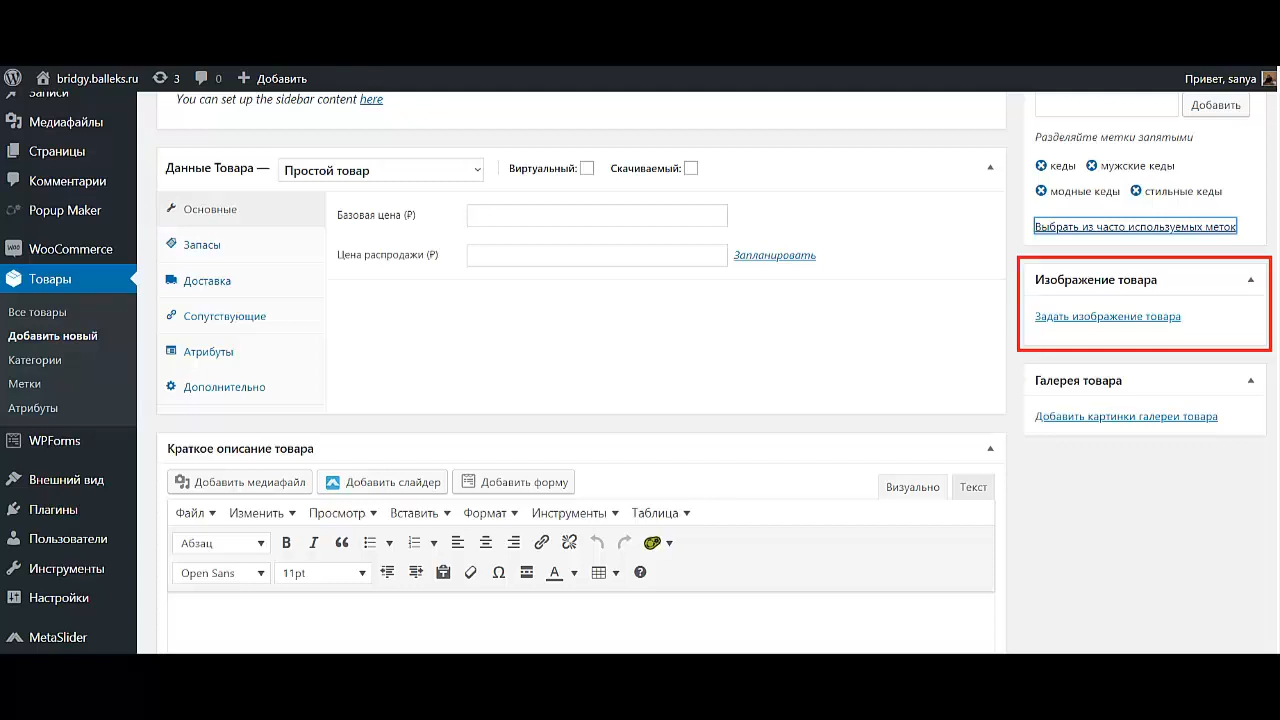 bridgy.balleks.ru 3 0 Добавить Привет, sanya
Записи
Медиафайлы
Страницы
Комментарии
Popup Maker
WooCommerce
Товары
Все товары
Добавить новый
Категории
Метки
Атрибуты
WPForms
Внешний вид
Плагины
Пользователи
Инструменты
Настройки
MetaSlider
You can set up the sidebar content here
Данные Товара — Простой товар Виртуальный: Скачиваемый:
Основные
Запасы
Доставка
Сопутствующие
Атрибуты
Дополнительно
Базовая цена (₽)
Цена распродажи (₽) Запланировать
Краткое описание товара
Добавить медиафайл Добавить слайдер Добавить форму
Визуально Текст
Файл Изменить Просмотр Вставить Формат Инструменты Таблица
Абзац
Open Sans 11pt
Добавить
Разделяйте метки запятыми
кеды мужские кеды
модные кеды стильные кеды
Выбрать из часто используемых меток
Изображение товара
Задать изображение товара
Галерея товара
Добавить картинки галереи товара